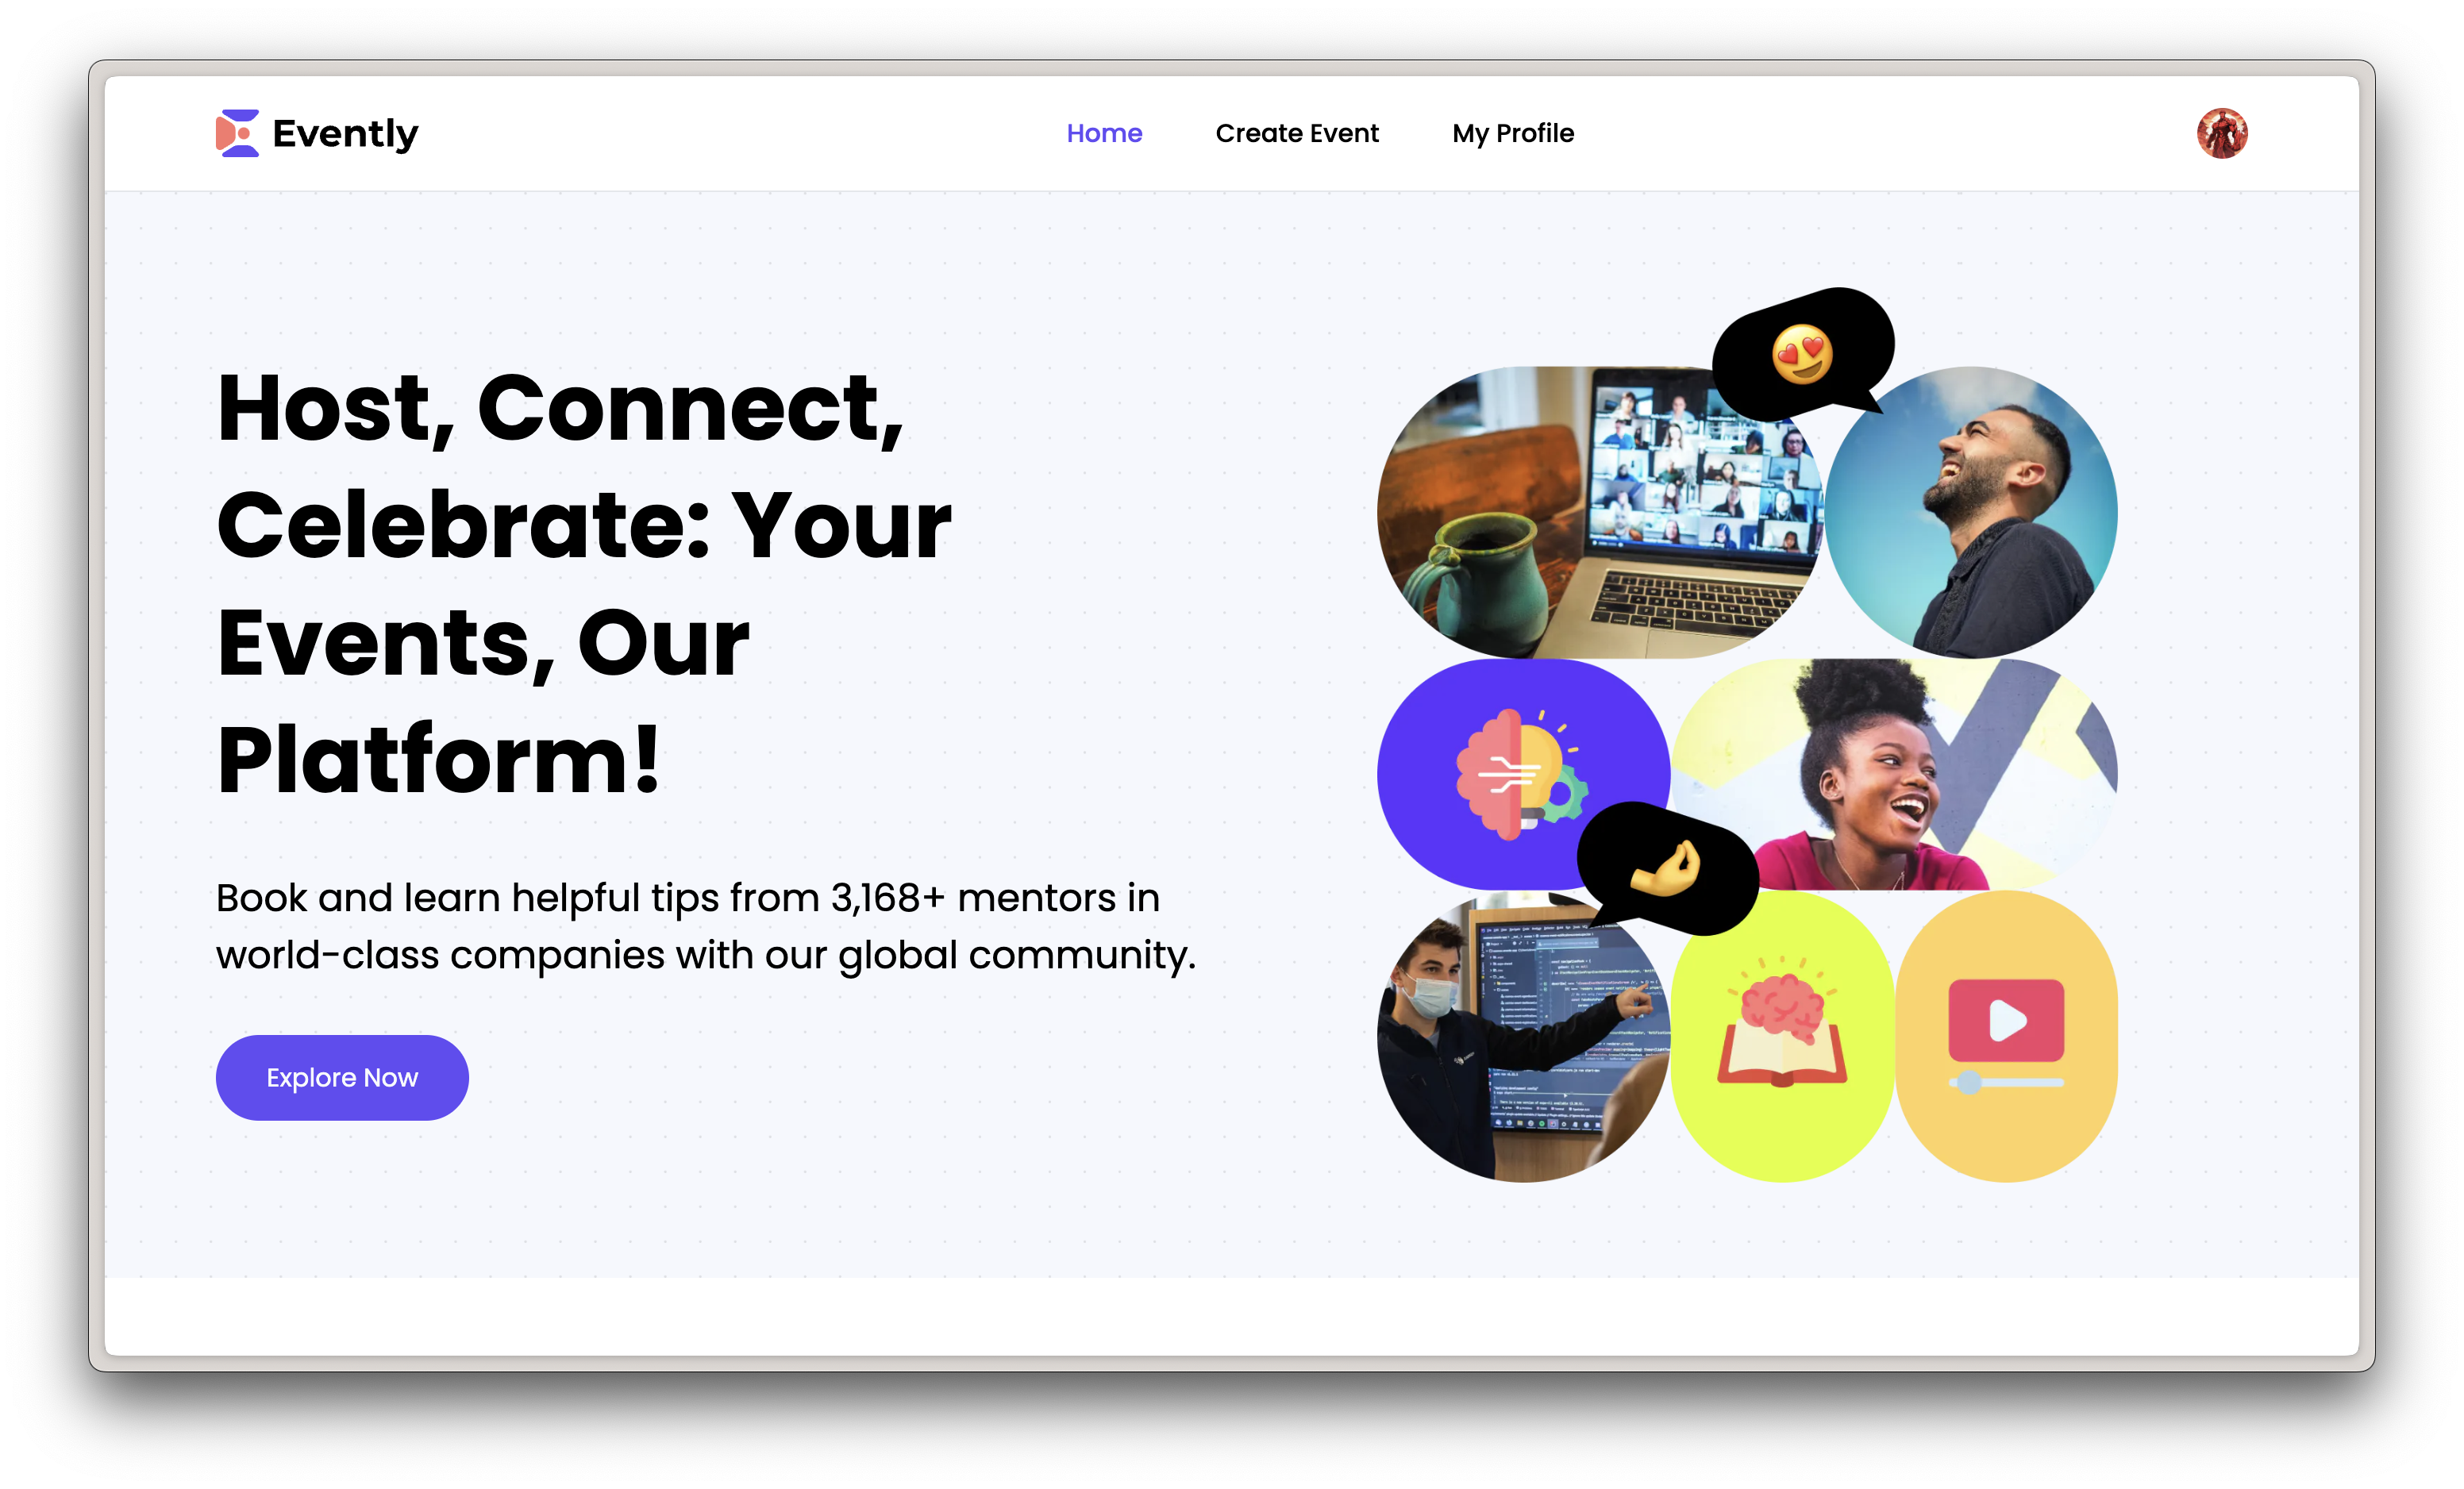 Evently
Home
Create Event
My Profile
Host, Connect,
Celebrate: Your
Events, Our
Platform!
Book and learn helpful tips from 3,168+ mentors in
world-class companies with our global community.
Explore Now